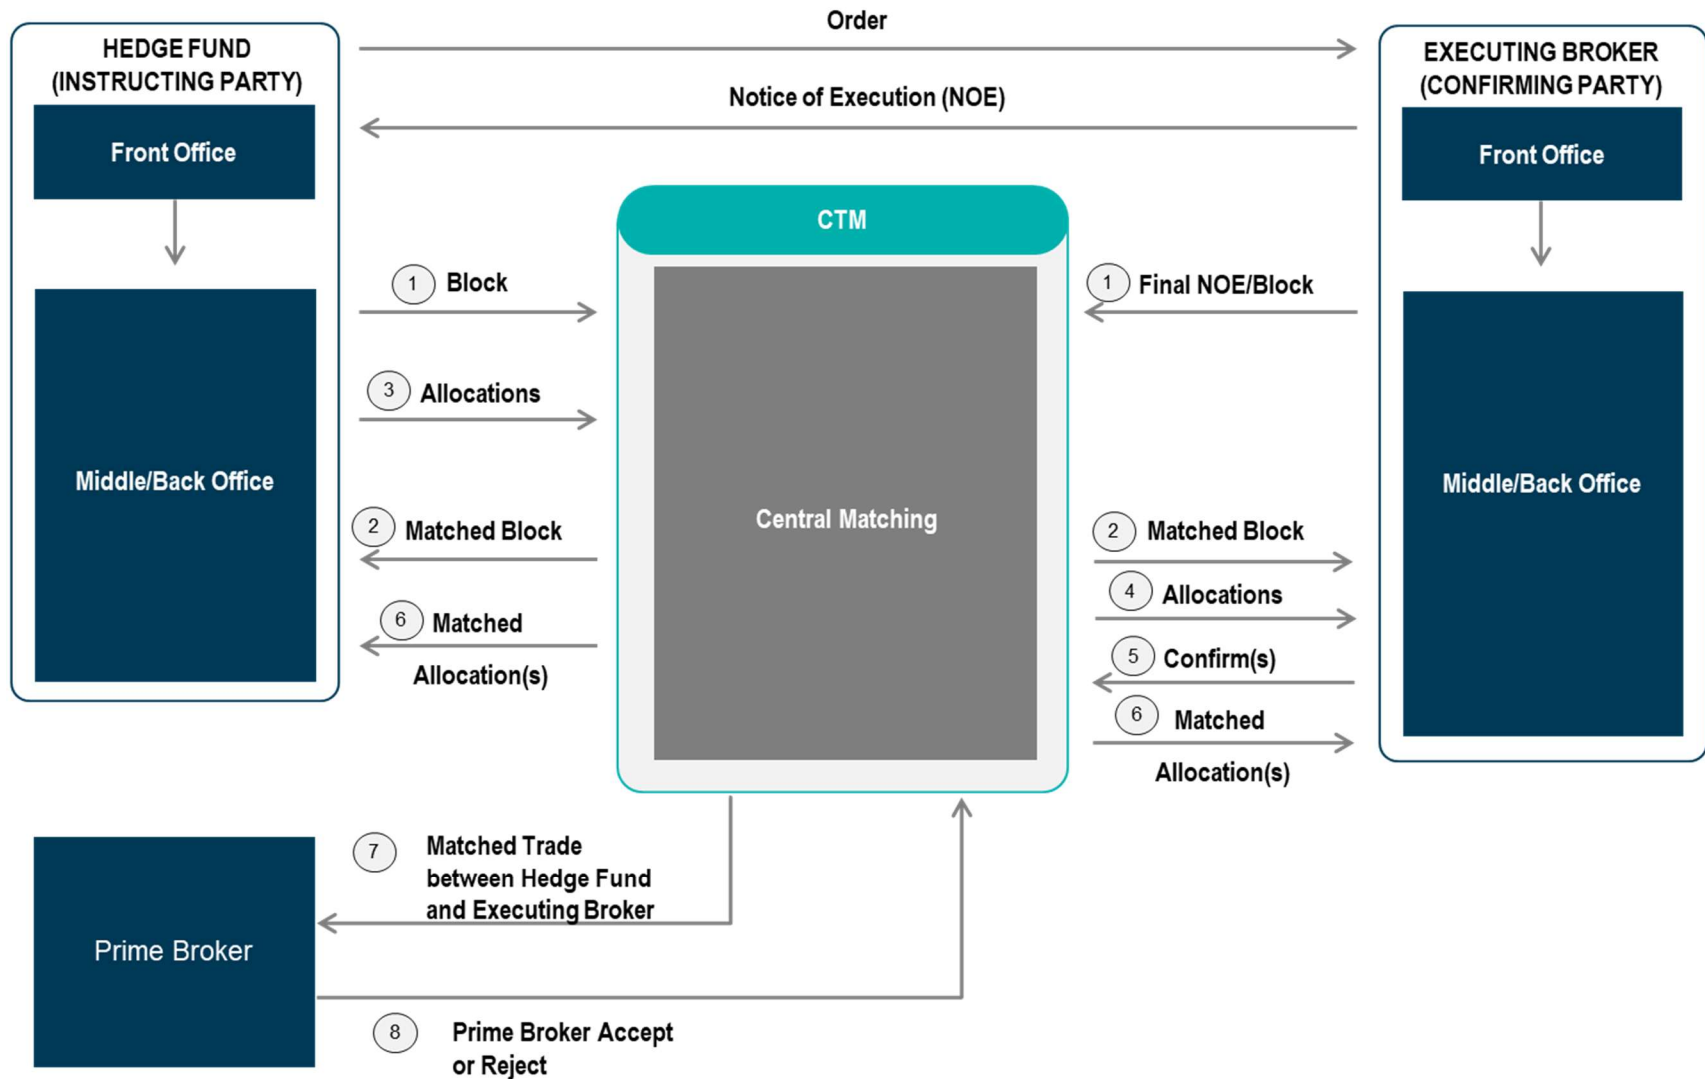 Order
HEDGE FUND
(INSTRUCTING PARTY)
EXECUTING BROKER
(CONFIRMING PARTY)
Notice of Execution (NOE)
Front Office
Front Office
CTM
1 Block
1 Final NOE/Block
3 Allocations
Middle/Back Office
Middle/Back Office
Central Matching
2 Matched Block
2 Matched Block
4 Allocations
6 Matched
Allocation(s)
5 Confirm(s)
6 Matched
Allocation(s)
7 Matched Trade
between Hedge Fund
and Executing Broker
Prime Broker
8 Prime Broker Accept
or Reject